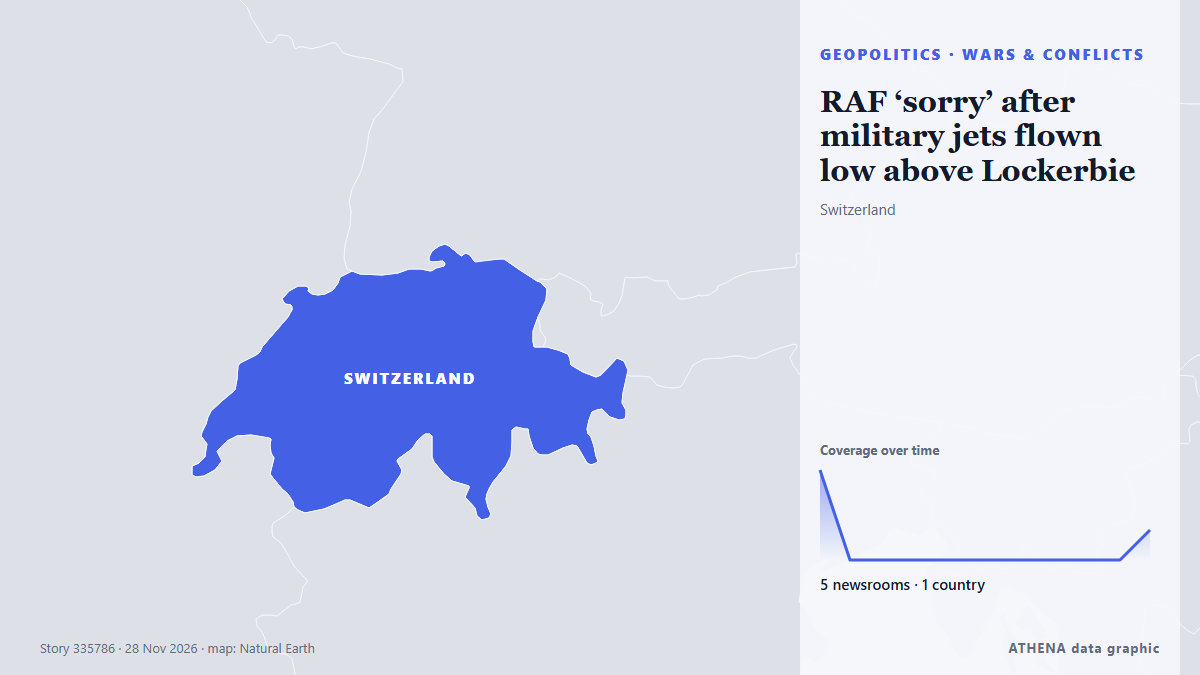 GEOPOLITICS · WARS & CONFLICTS
RAF ‘sorry’ after
military jets flown
low above Lockerbie
Switzerland
SWITZERLAND
Coverage over time
5 newsrooms · 1 country
Story 335786 · 28 Nov 2026 · map: Natural Earth
ATHENA data graphic